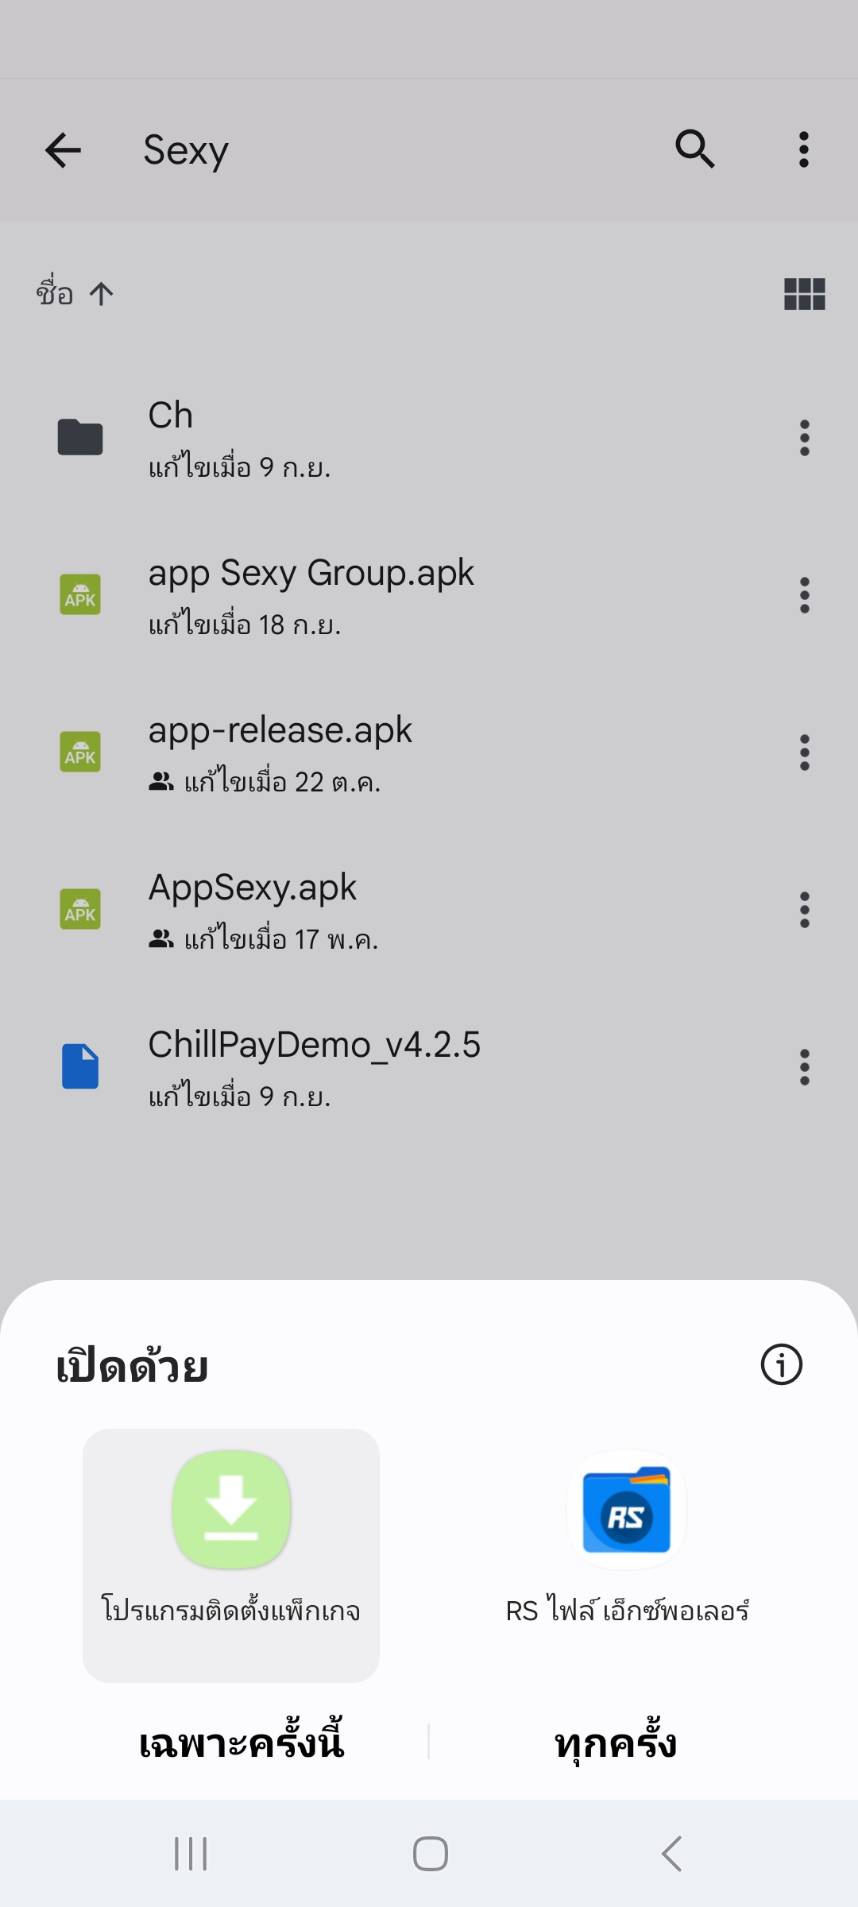 Sexy
ชื่อ
Ch
แก้ไขเมื่อ 9 ก.ย.
app Sexy Group.apk
APK
แก้ไขเมื่อ 18 ก.ย.
app-release.apk
APK
แก้ไขเมื่อ 22 ต.ค.
AppSexy.apk
APK
แก้ไขเมื่อ 17 พ.ค.
ChillPayDemo_v4.2.5
แก้ไขเมื่อ 9 ก.ย.
เปิดด้วย
RS
โปรแกรมติดตั้งแพ็กเกจ
RS ไฟล์ เอ็กซ์พอเลอร์
เฉพาะครั้งนี้
ทุกครั้ง